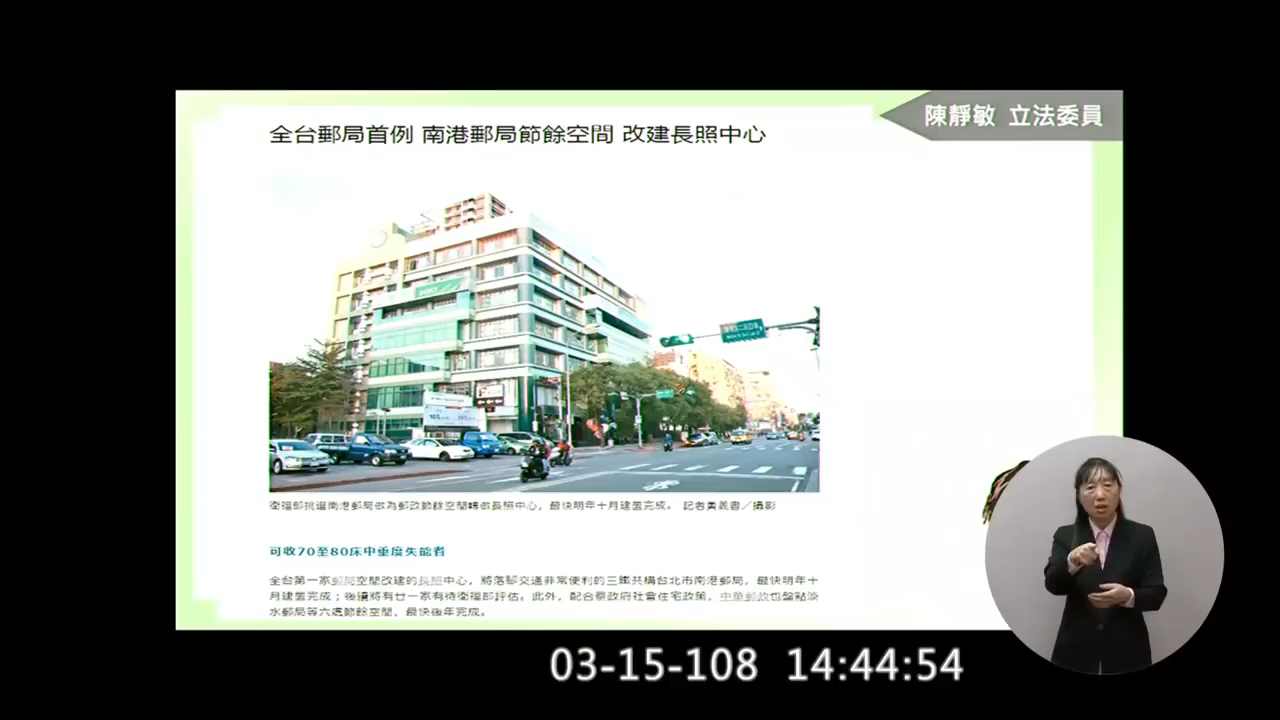 陳靜敏 立法委員
全台郵局首例 南港郵局節餘空間 改建長照中心
衛福部挑選南港郵局做為郵政節餘空間轉做長照中心，最快明年十月建置完成。 記者黃義書／攝影
可收70至80床中重度失能者
全台第一家郵局空間改建的長照中心，將落腳交通非常便利的三鐵共構台北市南港郵局，最快明年十
月建置完成；後續將有廿一家有待衛福部評估。此外，配合蔡政府社會住宅政策，中華郵政也盤點淡
水郵局等六處節餘空間，最快後年完成。
03-15-108 14:44:54